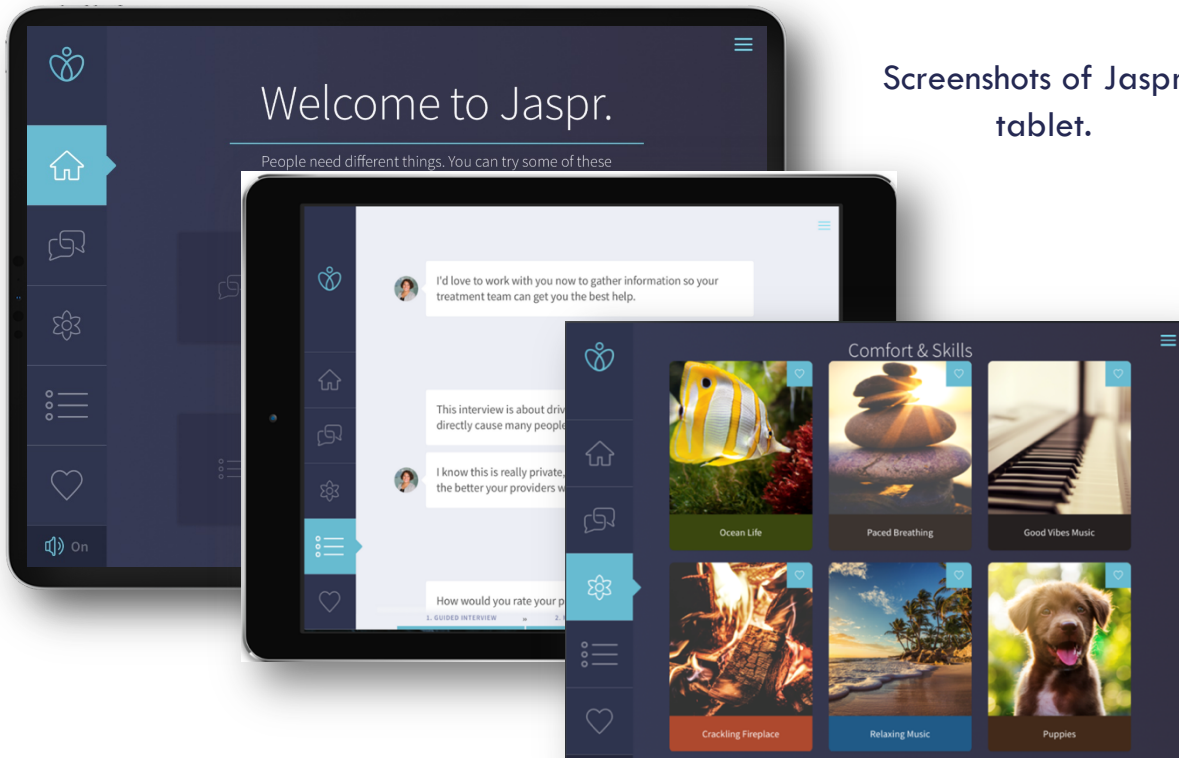 Screenshots of Jaspr
tablet.
Welcome to Jaspr.
People need different things. You can try some of these
On
I'd love to work with you now to gather information so your
treatment team can get you the best help.
This interview is about
directly cause many people
I know this is really private,
the better your providers
How would you rate your
1. GUIDED INTERVIEW
2.
Comfort & Skills
Ocean Life
Paced Breathing
Good Vibes Music
Crackling Fireplace
Relaxing Music
Puppies